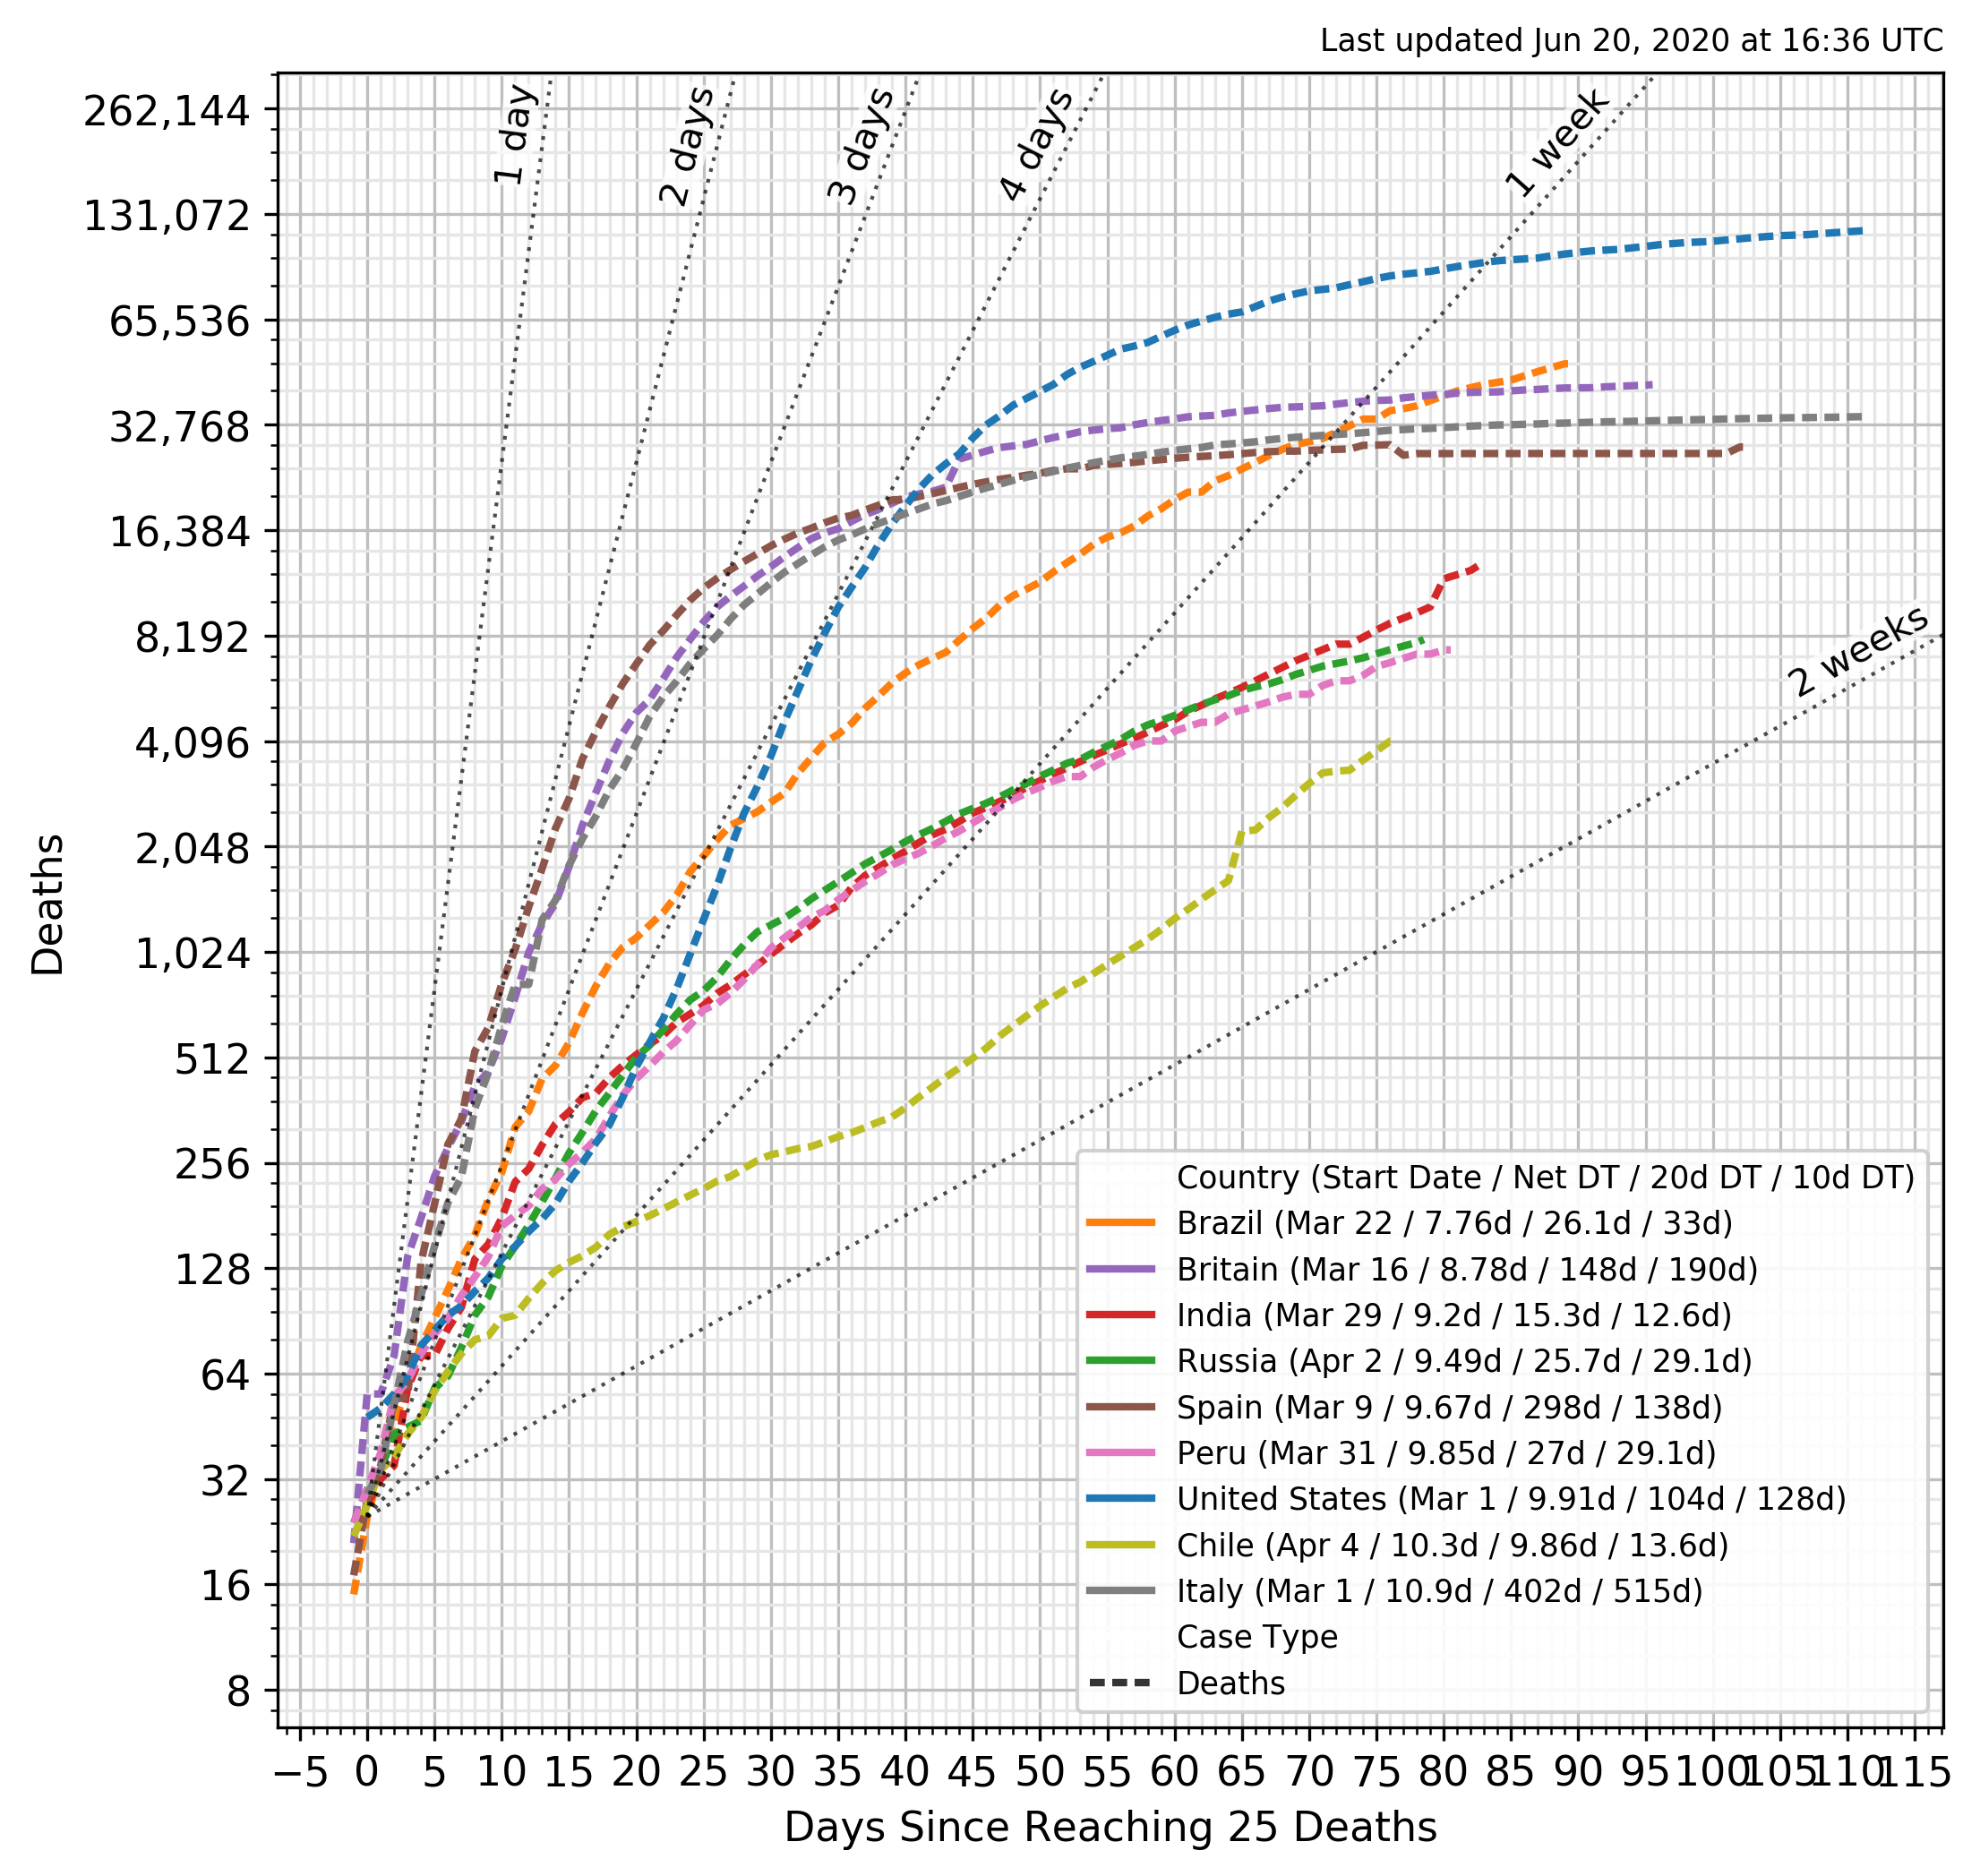 Last updated Jun 20, 2020 at 16:36 UTC
262,144
131,072
65,536
32,768
16,384
8,192
4,096
2,048
1,024
512
256
128
64
32
16
8
Deaths
1 day
2 days
3 days
4 days
1 week
2 weeks
Country (Start Date / Net DT / 20d DT / 10d DT)
Brazil (Mar 22 / 7.76d / 26.1d / 33d)
Britain (Mar 16 / 8.78d / 148d / 190d)
India (Mar 29 / 9.2d / 15.3d / 12.6d)
Russia (Apr 2 / 9.49d / 25.7d / 29.1d)
Spain (Mar 9 / 9.67d / 298d / 138d)
Peru (Mar 31 / 9.85d / 27d / 29.1d)
United States (Mar 1 / 9.91d / 104d / 128d)
Chile (Apr 4 / 10.3d / 9.86d / 13.6d)
Italy (Mar 1 / 10.9d / 402d / 515d)
Case Type
Deaths
−5 0 5 10 15 20 25 30 35 40 45 50 55 60 65 70 75 80 85 90 95 100 105 110 115
Days Since Reaching 25 Deaths